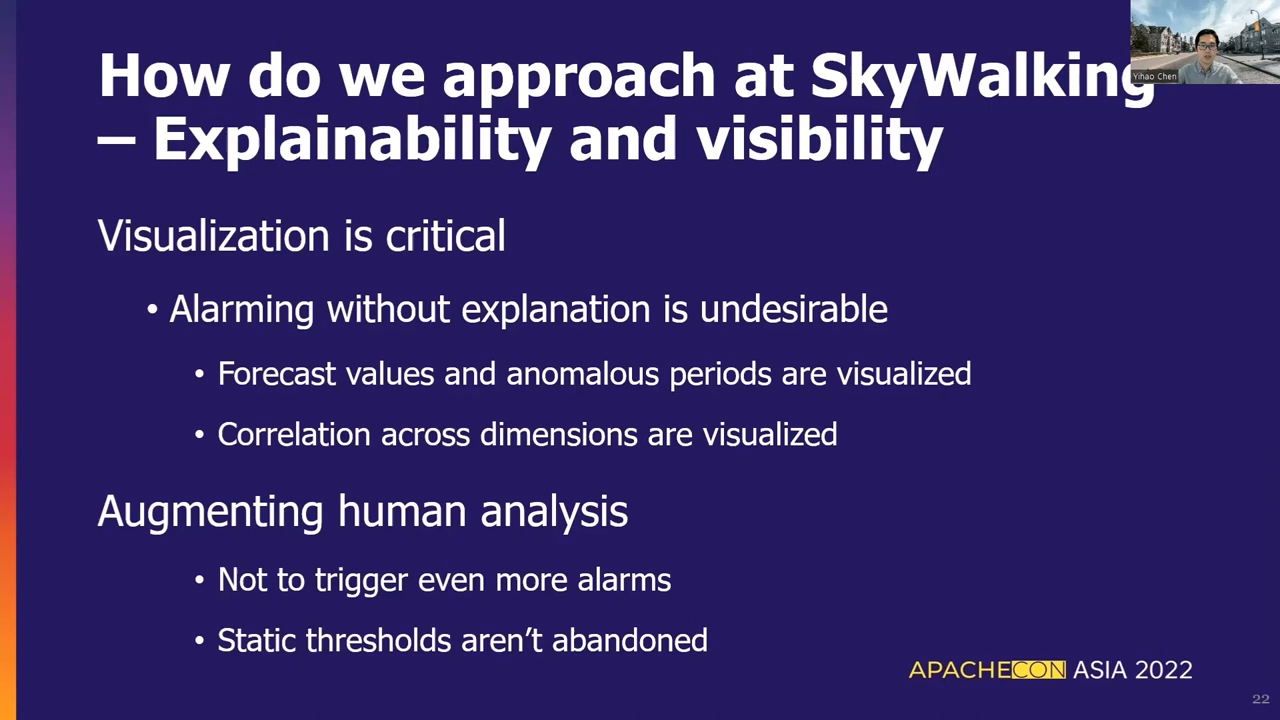 How do we approach at SkyWalking
– Explainability and visibility
Yihao Chen
Visualization is critical
• Alarming without explanation is undesirable
• Forecast values and anomalous periods are visualized
• Correlation across dimensions are visualized
Augmenting human analysis
• Not to trigger even more alarms
• Static thresholds aren’t abandoned
APACHECON ASIA 2022
22